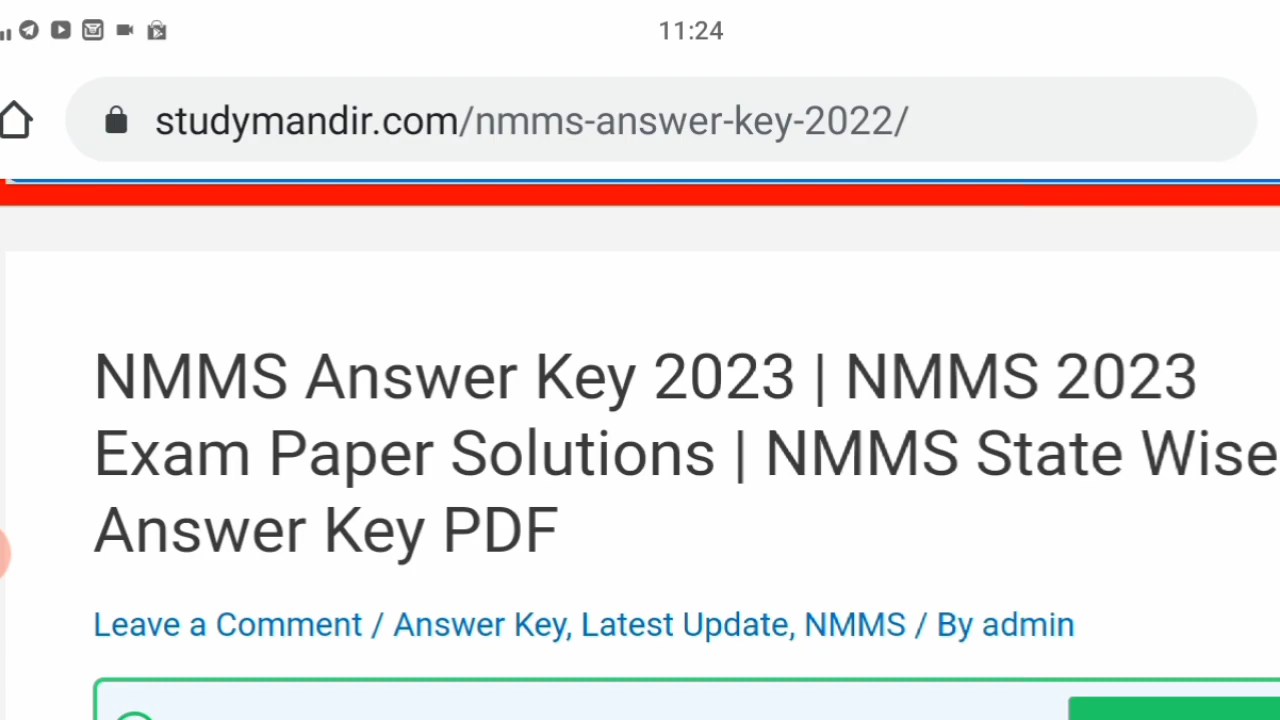 11:24
studymandir.com/nmms-answer-key-2022/
NMMS Answer Key 2023 | NMMS 2023
Exam Paper Solutions | NMMS State Wise
Answer Key PDF
Leave a Comment / Answer Key, Latest Update, NMMS / By admin